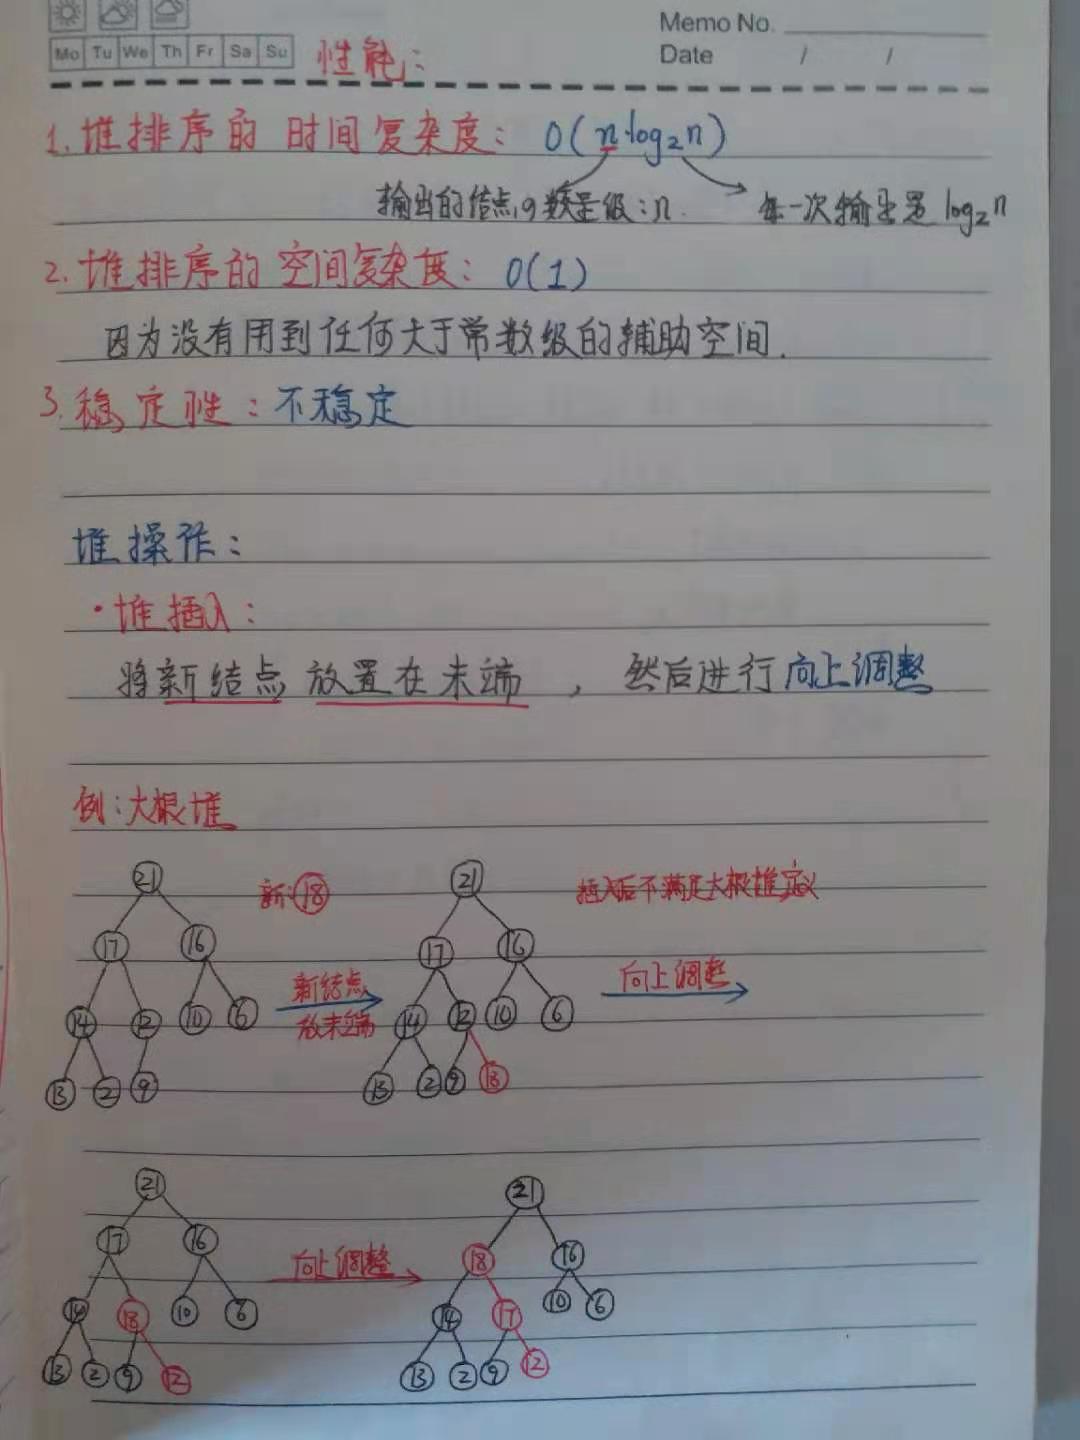 Memo No.
Mo Tu We Th Fr Sa Su
Date / /
性能:
1. 堆排序的 时间复杂度: O(n·log₂n)
输出的结点の数量级:n. 每一次输出是 log₂n
2. 堆排序的 空间复杂度: O(1)
因为没有用到任何大于常数级的辅助空间.
3. 稳定性: 不稳定
堆操作:
·堆插入:
将新结点 放置在末端 , 然后进行向上调整
例:大根堆
21 新:18 21 插入后不满足大根堆定义
17 16 17 16
新结点 向上调整
14 12 10 6 放末端 14 12 10 6
13 2 9 13 2 9 18
21 21
17 16 向上调整 18 16
14 18 10 6 14 17 10 6
13 2 9 12 13 2 9 12